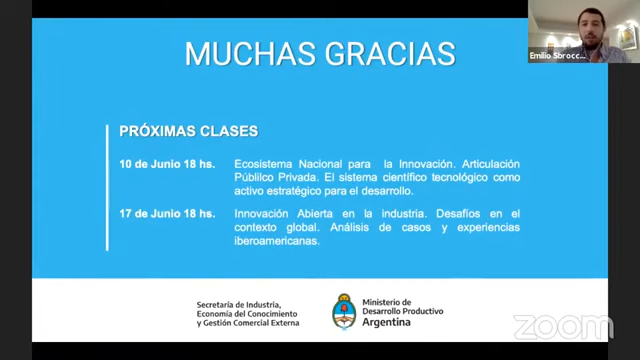 MUCHAS GRACIAS
Emilio Sbrocc...
PRÓXIMAS CLASES
10 de Junio 18 hs.
Ecosistema Nacional para la Innovación. Articulación
Públilco Privada. El sistema científico tecnológico como
activo estratégico para el desarrollo.
17 de Junio 18 hs.
Innovación Abierta en la industria. Desafíos en el
contexto global. Análisis de casos y experiencias
iberoamericanas.
Secretaría de Industria,
Economía del Conocimiento
y Gestión Comercial Externa
Ministerio de
Desarrollo Productivo
Argentina
zoom